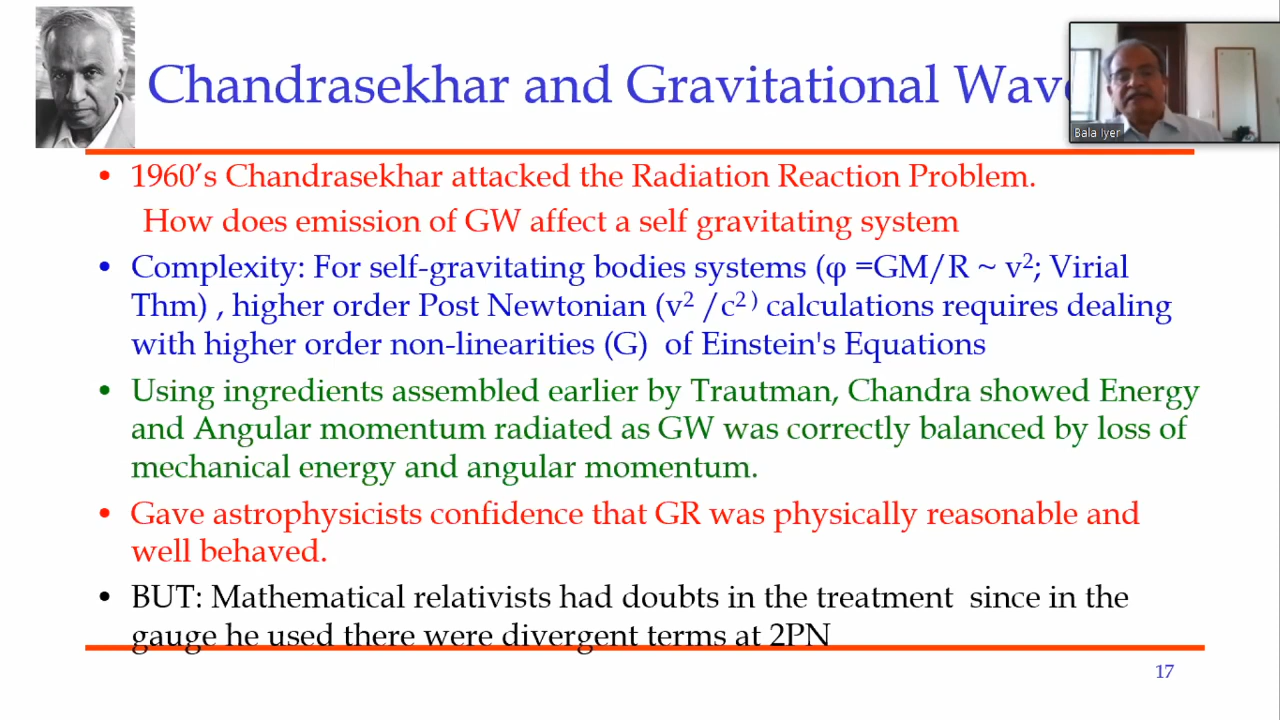 Chandrasekhar and Gravitational Wave
Bala Iyer
• 1960’s Chandrasekhar attacked the Radiation Reaction Problem.
How does emission of GW affect a self gravitating system
• Complexity: For self-gravitating bodies systems (φ =GM/R ~ v²; Virial
Thm) , higher order Post Newtonian (v² /c² ⁾ calculations requires dealing
with higher order non-linearities (G) of Einstein's Equations
• Using ingredients assembled earlier by Trautman, Chandra showed Energy
and Angular momentum radiated as GW was correctly balanced by loss of
mechanical energy and angular momentum.
• Gave astrophysicists confidence that GR was physically reasonable and
well behaved.
• BUT: Mathematical relativists had doubts in the treatment since in the
gauge he used there were divergent terms at 2PN
17